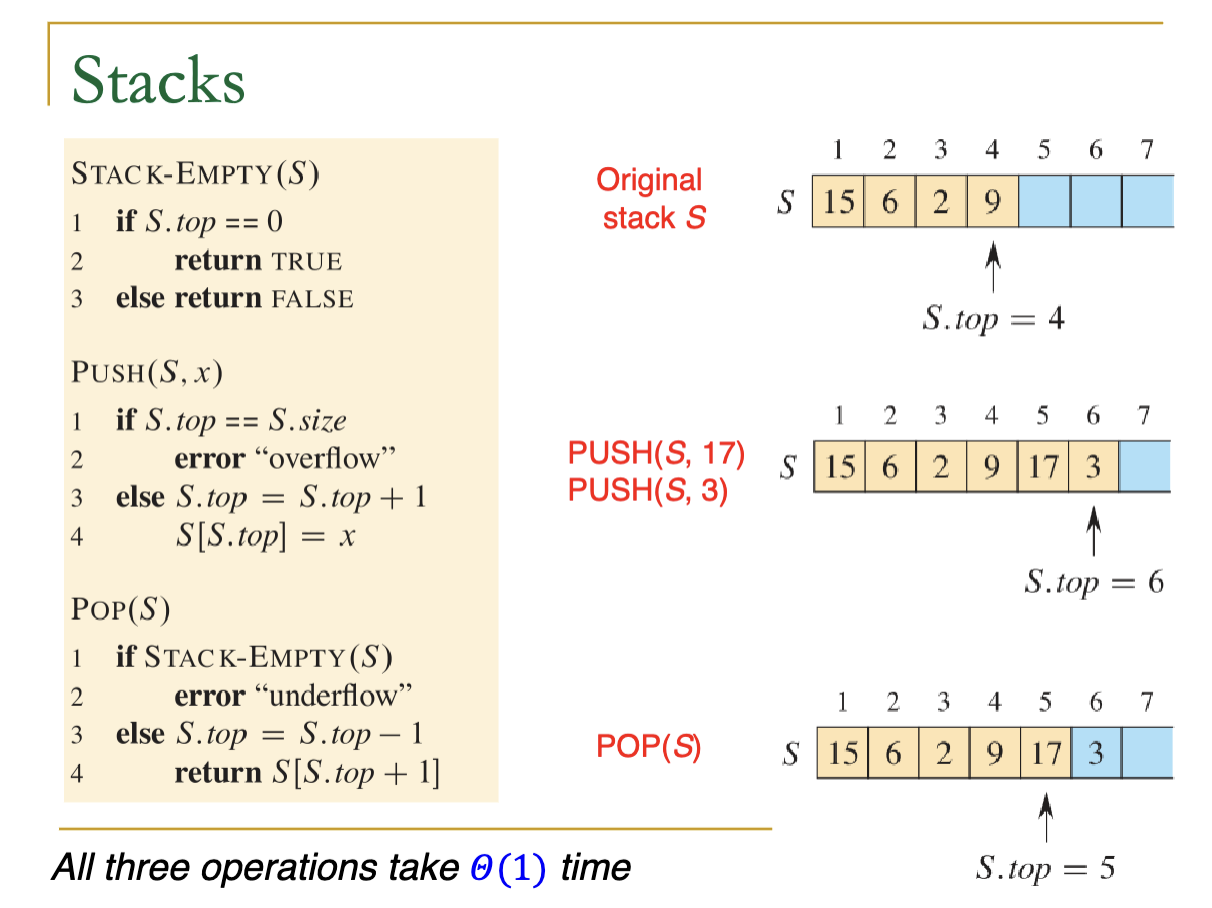 Stacks
STACK-EMPTY(S)
1 if S.top == 0
2 return TRUE
3 else return FALSE
PUSH(S, x)
1 if S.top == S.size
2 error “overflow”
3 else S.top = S.top + 1
4 S[S.top] = x
POP(S)
1 if STACK-EMPTY(S)
2 error “underflow”
3 else S.top = S.top − 1
4 return S[S.top + 1]
All three operations take Θ(1) time
Original
stack S
1 2 3 4 5 6 7
S 15 6 2 9
S.top = 4
PUSH(S, 17)
PUSH(S, 3)
1 2 3 4 5 6 7
S 15 6 2 9 17 3
S.top = 6
POP(S)
1 2 3 4 5 6 7
S 15 6 2 9 17 3
S.top = 5